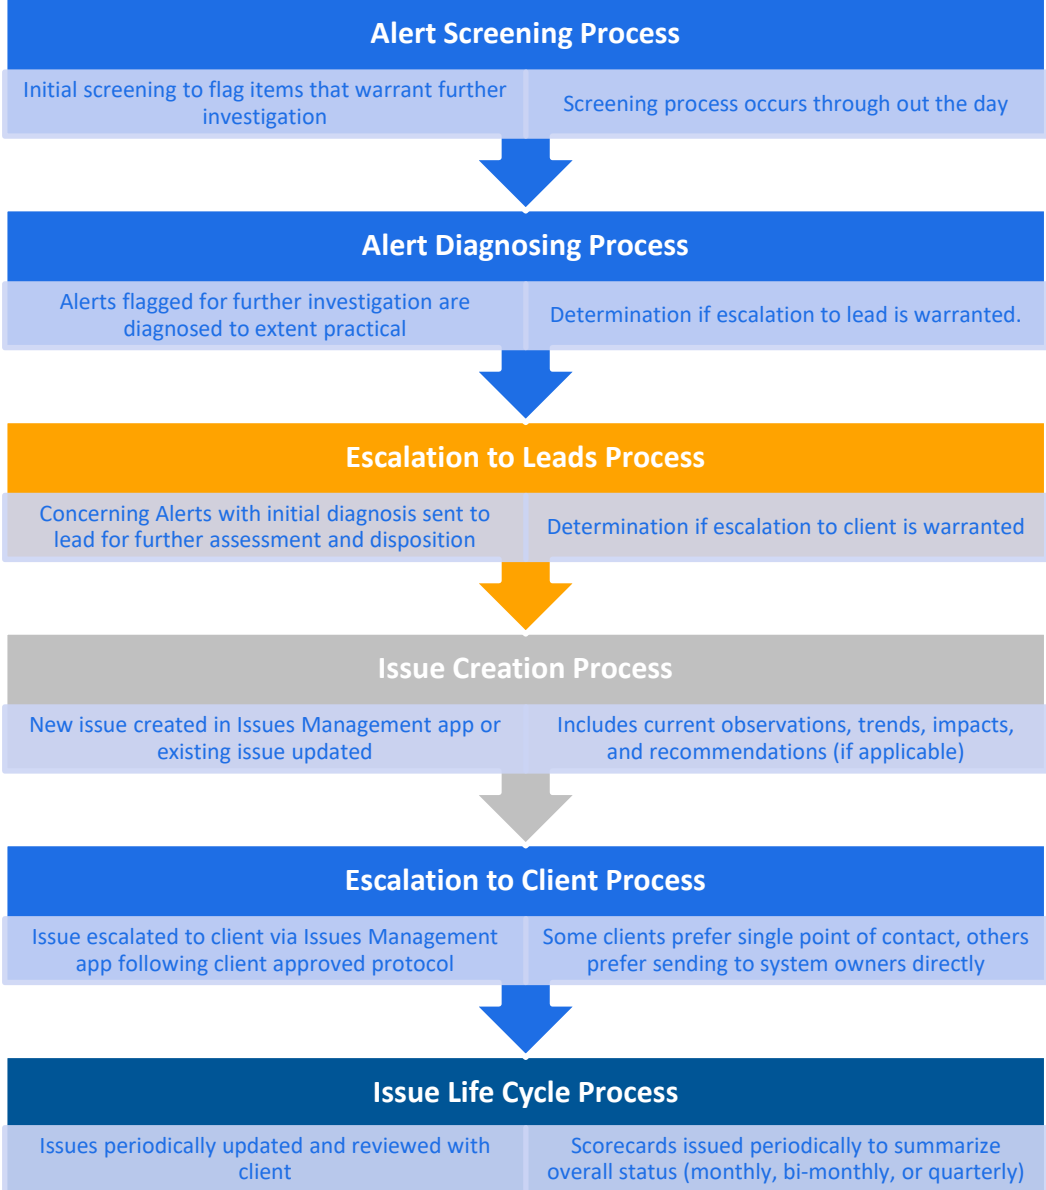 Alert Screening Process
Initial screening to flag items that warrant further
investigation
Screening process occurs through out the day
Alert Diagnosing Process
Alerts flagged for further investigation are
diagnosed to extent practical
Determination if escalation to lead is warranted.
Escalation to Leads Process
Concerning Alerts with initial diagnosis sent to
lead for further assessment and disposition
Determination if escalation to client is warranted
Issue Creation Process
New issue created in Issues Management app or
existing issue updated
Includes current observations, trends, impacts,
and recommendations (if applicable)
Escalation to Client Process
Issue escalated to client via Issues Management
app following client approved protocol
Some clients prefer single point of contact, others
prefer sending to system owners directly
Issue Life Cycle Process
Issues periodically updated and reviewed with
client
Scorecards issued periodically to summarize
overall status (monthly, bi-monthly, or quarterly)